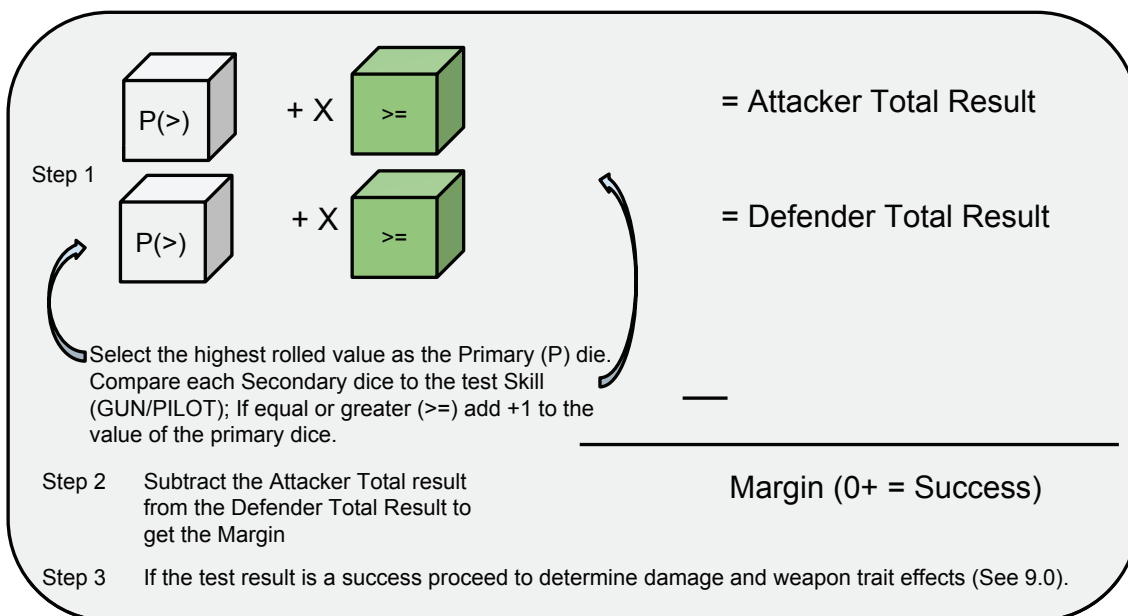 P(>) + X >= = Attacker Total Result
Step 1
P(>) + X >= = Defender Total Result
Select the highest rolled value as the Primary (P) die.
Compare each Secondary dice to the test Skill
(GUN/PILOT); If equal or greater (>=) add +1 to the
value of the primary dice.
Step 2 Subtract the Attacker Total result
from the Defender Total Result to
get the Margin
Margin (0+ = Success)
Step 3 If the test result is a success proceed to determine damage and weapon trait effects (See 9.0).